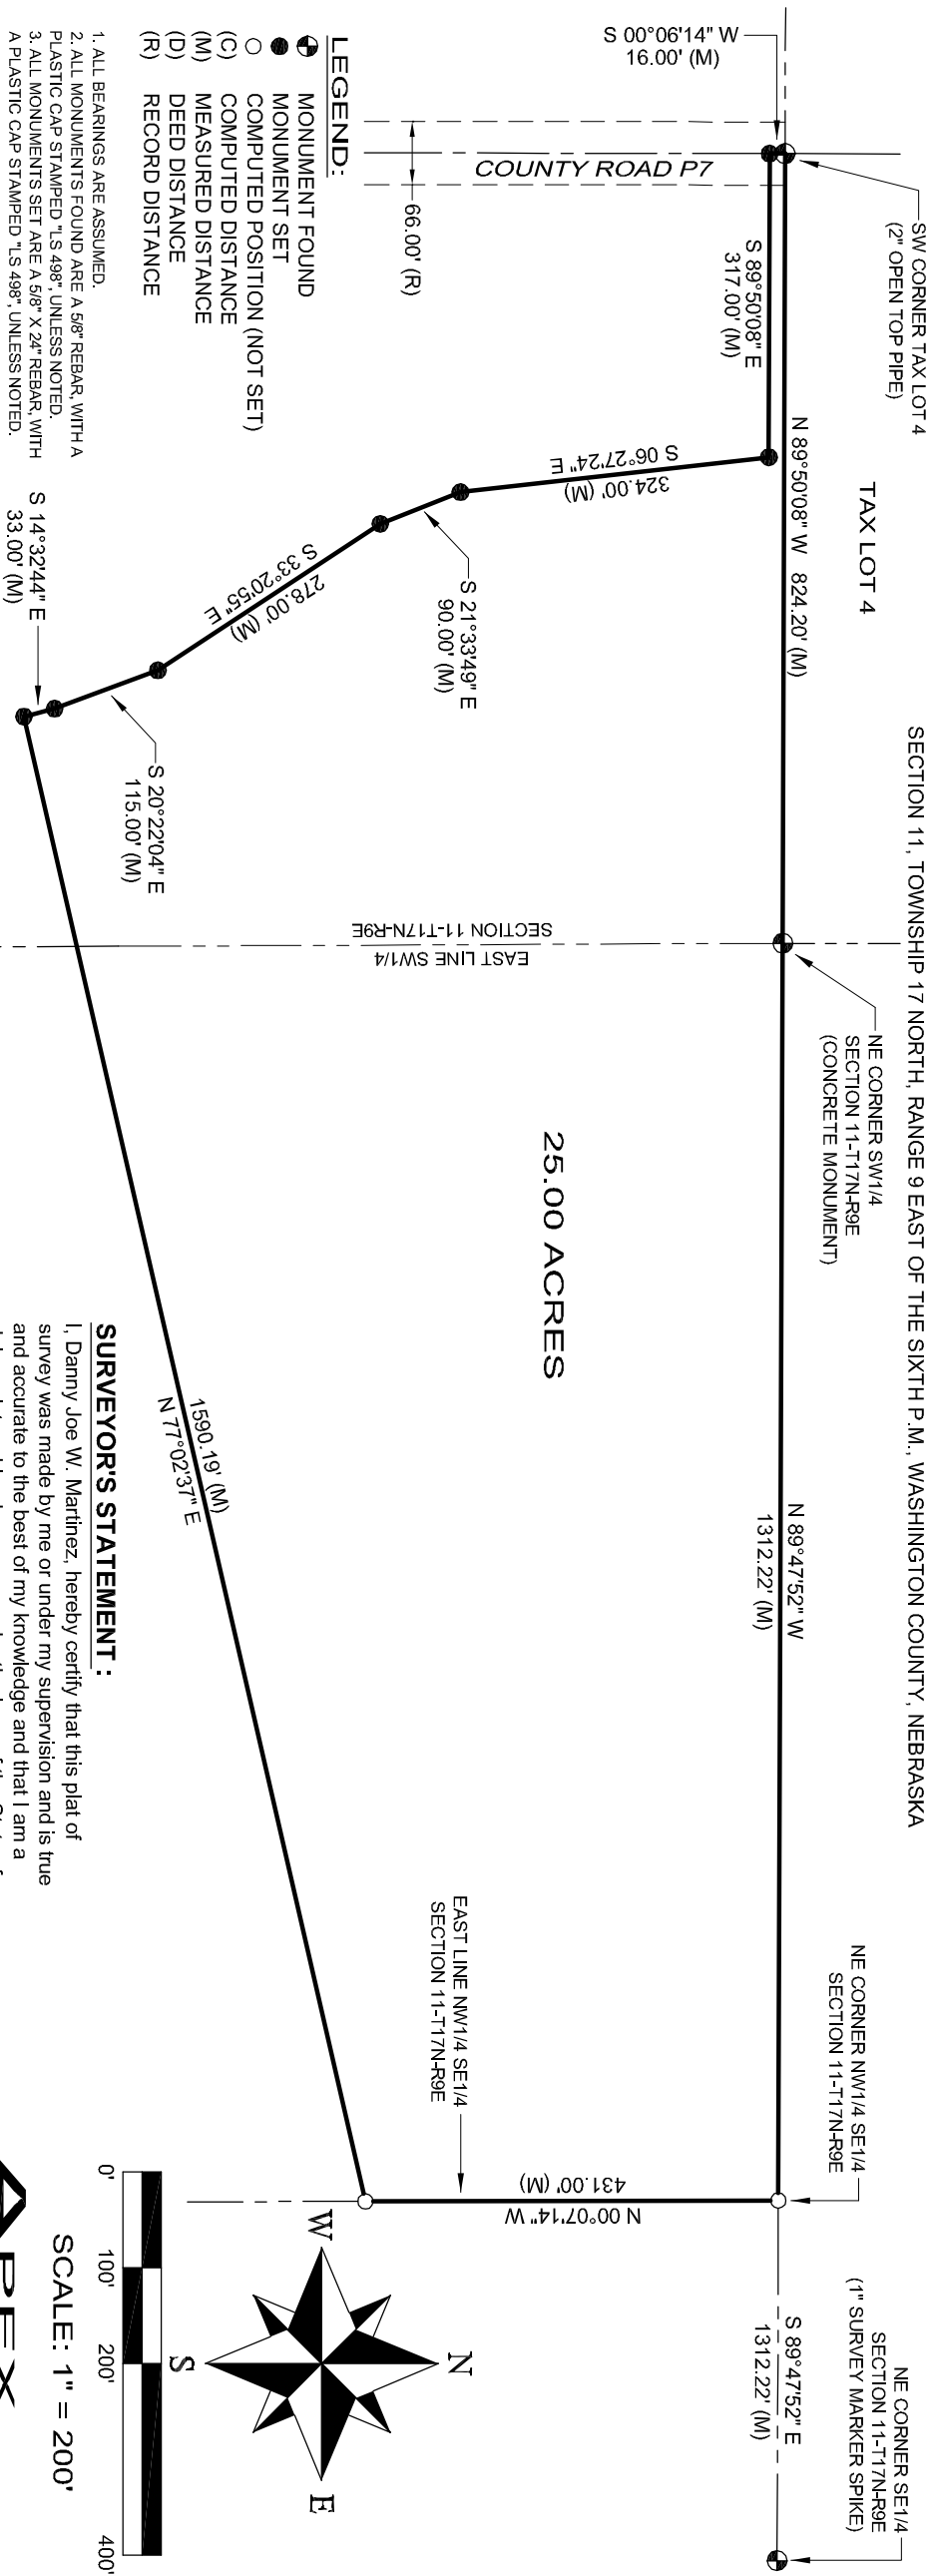 SECTION 11, TOWNSHIP 17 NORTH, RANGE 9 EAST OF THE SIXTH P.M., WASHINGTON COUNTY, NEBRASKA
SW CORNER TAX LOT 4
(2" OPEN TOP PIPE)
TAX LOT 4
NE CORNER SW1/4
SECTION 11-T17N-R9E
(CONCRETE MONUMENT)
NE CORNER NW1/4 SE1/4
SECTION 11-T17N-R9E
NE CORNER SE1/4
SECTION 11-T17N-R9E
(1" SURVEY MARKER SPIKE)
S 00°06'14" W
16.00' (M)
N 89°50'08" W 824.20' (M)
N 89°47'52" W
1312.22' (M)
S 89°47'52" E
1312.22' (M)
COUNTY ROAD P7
S 89°50'08" E
317.00' (M)
66.00' (R)
S 06°27'24" E
324.00' (M)
S 21°33'49" E
90.00' (M)
S 33°20'55" E
278.00' (M)
S 20°22'04" E
115.00' (M)
S 14°32'44" E
33.00' (M)
SECTION 11-T17N-R9E
EAST LINE SW1/4
25.00 ACRES
1590.19' (M)
N 77°02'37" E
EAST LINE NW1/4 SE1/4
SECTION 11-T17N-R9E
431.00' (M)
N 00°07'14" W
LEGEND:
MONUMENT FOUND
MONUMENT SET
COMPUTED POSITION (NOT SET)
(C) COMPUTED DISTANCE
(M) MEASURED DISTANCE
(D) DEED DISTANCE
(R) RECORD DISTANCE
1. ALL BEARINGS ARE ASSUMED.
2. ALL MONUMENTS FOUND ARE A 5/8" REBAR, WITH A
PLASTIC CAP STAMPED "LS 498", UNLESS NOTED.
3. ALL MONUMENTS SET ARE A 5/8" X 24" REBAR, WITH
A PLASTIC CAP STAMPED "LS 498", UNLESS NOTED.
SURVEYOR'S STATEMENT :
I, Danny Joe W. Martinez, hereby certify that this plat of
survey was made by me or under my supervision and is true
and accurate to the best of my knowledge and that I am a
N
W
E
S
0' 100' 200' 400'
SCALE: 1" = 200'
APEX